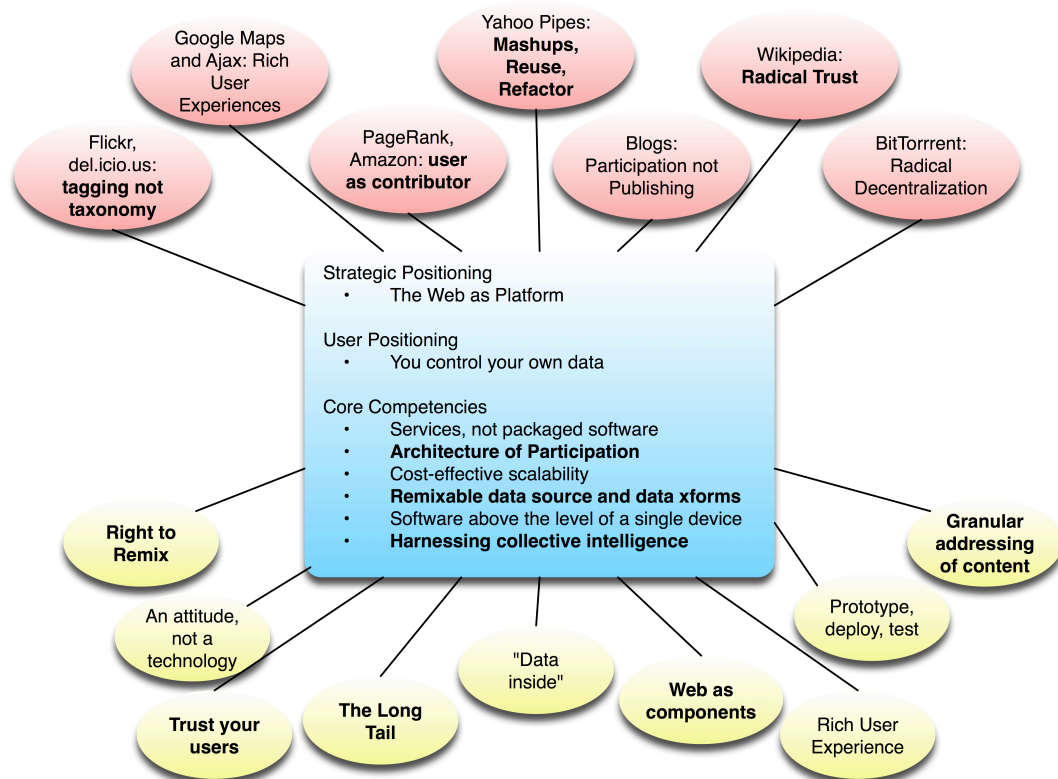 Google Maps
and Ajax: Rich
User
Experiences
Yahoo Pipes:
Mashups,
Reuse,
Refactor
Wikipedia:
Radical Trust
Flickr,
del.icio.us:
tagging not
taxonomy
PageRank,
Amazon: user
as contributor
Blogs:
Participation not
Publishing
BitTorrrent:
Radical
Decentralization
Strategic Positioning
• The Web as Platform
User Positioning
• You control your own data
Core Competencies
• Services, not packaged software
• Architecture of Participation
• Cost-effective scalability
• Remixable data source and data xforms
• Software above the level of a single device
• Harnessing collective intelligence
Right to
Remix
Granular
addressing
of content
An attitude,
not a
technology
Prototype,
deploy, test
Trust your
users
The Long
Tail
"Data
inside"
Web as
components
Rich User
Experience